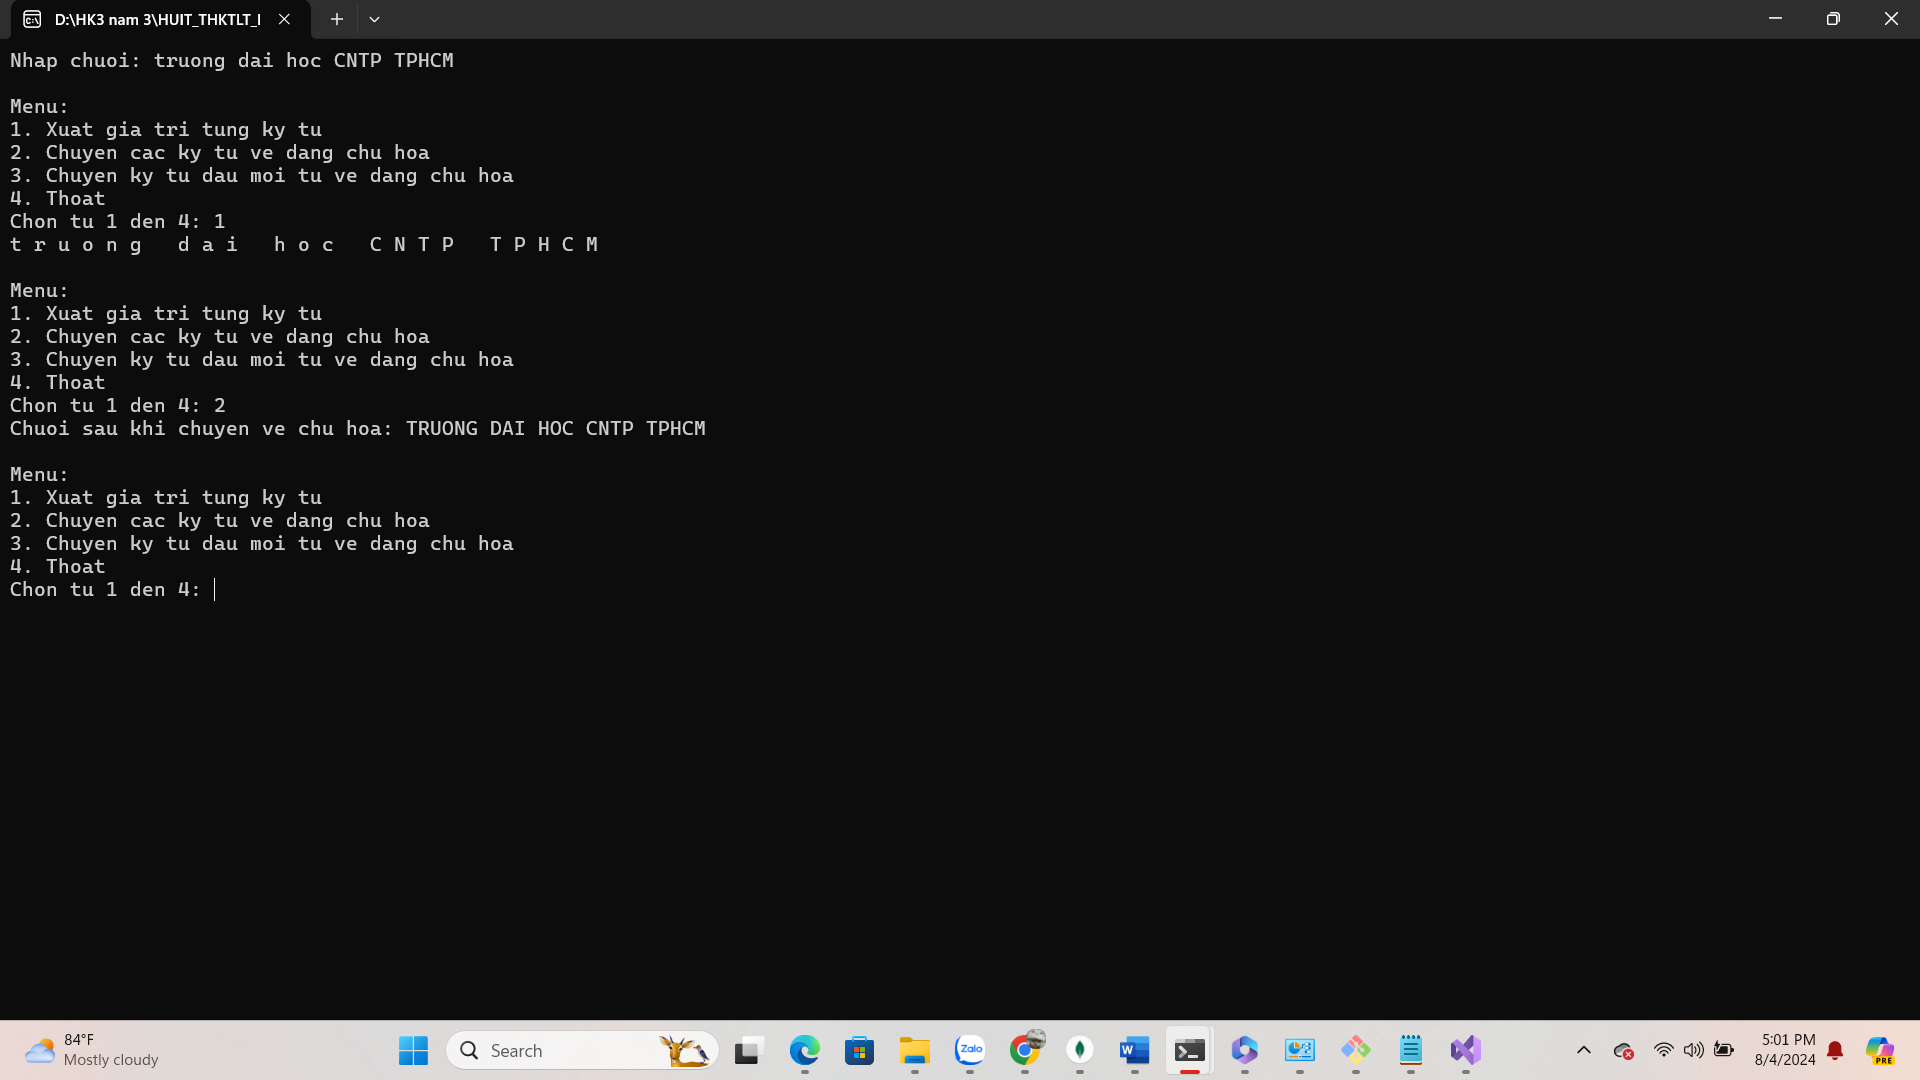 D:\HK3 nam 3\HUIT_THKTLT_I
Nhap chuoi: truong dai hoc CNTP TPHCM
Menu:
1. Xuat gia tri tung ky tu
2. Chuyen cac ky tu ve dang chu hoa
3. Chuyen ky tu dau moi tu ve dang chu hoa
4. Thoat
Chon tu 1 den 4: 1
t r u o n g   d a i   h o c   C N T P   T P H C M
Menu:
1. Xuat gia tri tung ky tu
2. Chuyen cac ky tu ve dang chu hoa
3. Chuyen ky tu dau moi tu ve dang chu hoa
4. Thoat
Chon tu 1 den 4: 2
Chuoi sau khi chuyen ve chu hoa: TRUONG DAI HOC CNTP TPHCM
Menu:
1. Xuat gia tri tung ky tu
2. Chuyen cac ky tu ve dang chu hoa
3. Chuyen ky tu dau moi tu ve dang chu hoa
4. Thoat
Chon tu 1 den 4:
84°F
Mostly cloudy
Search
Zalo
W
5:01 PM
8/4/2024
PRE